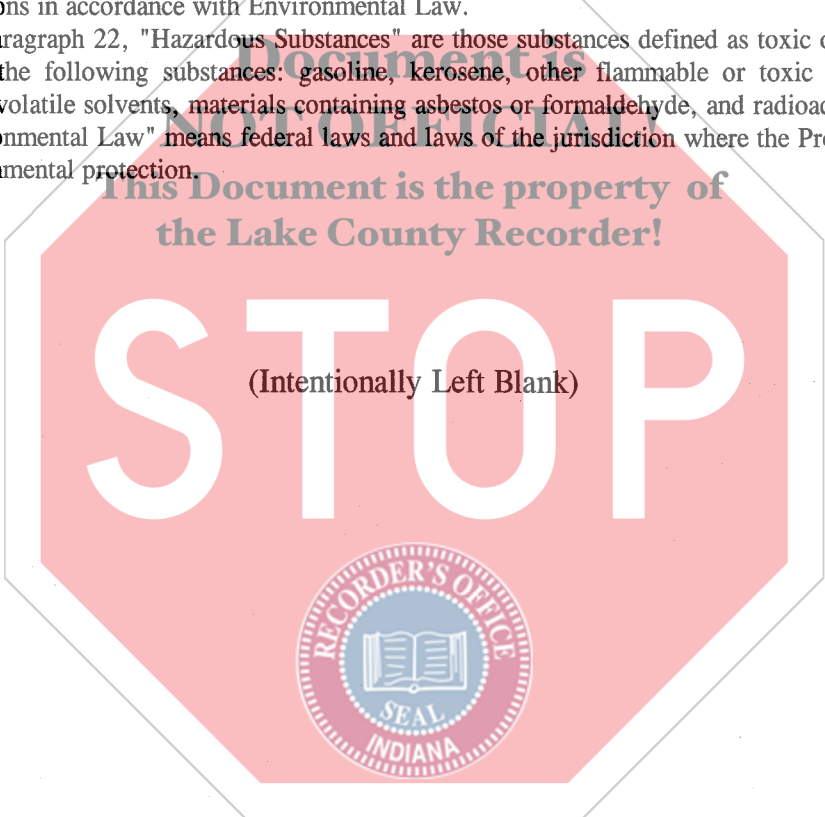 ons in accordance with Environmental Law.
aragraph 22, "Hazardous Substances" are those substances defined as toxic
the following substances: gasoline, kerosene, other flammable or toxic
volatile solvents, materials containing asbestos or formaldehyde, and
onmental Law" means federal laws and laws of the jurisdiction where the
nmental protection.
Document is
NOT OFFICIAL!
This Document is the property of
the Lake County Recorder!
STOP
(Intentionally Left Blank)
RECORDER'S OFFICE
SEAL
INDIANA